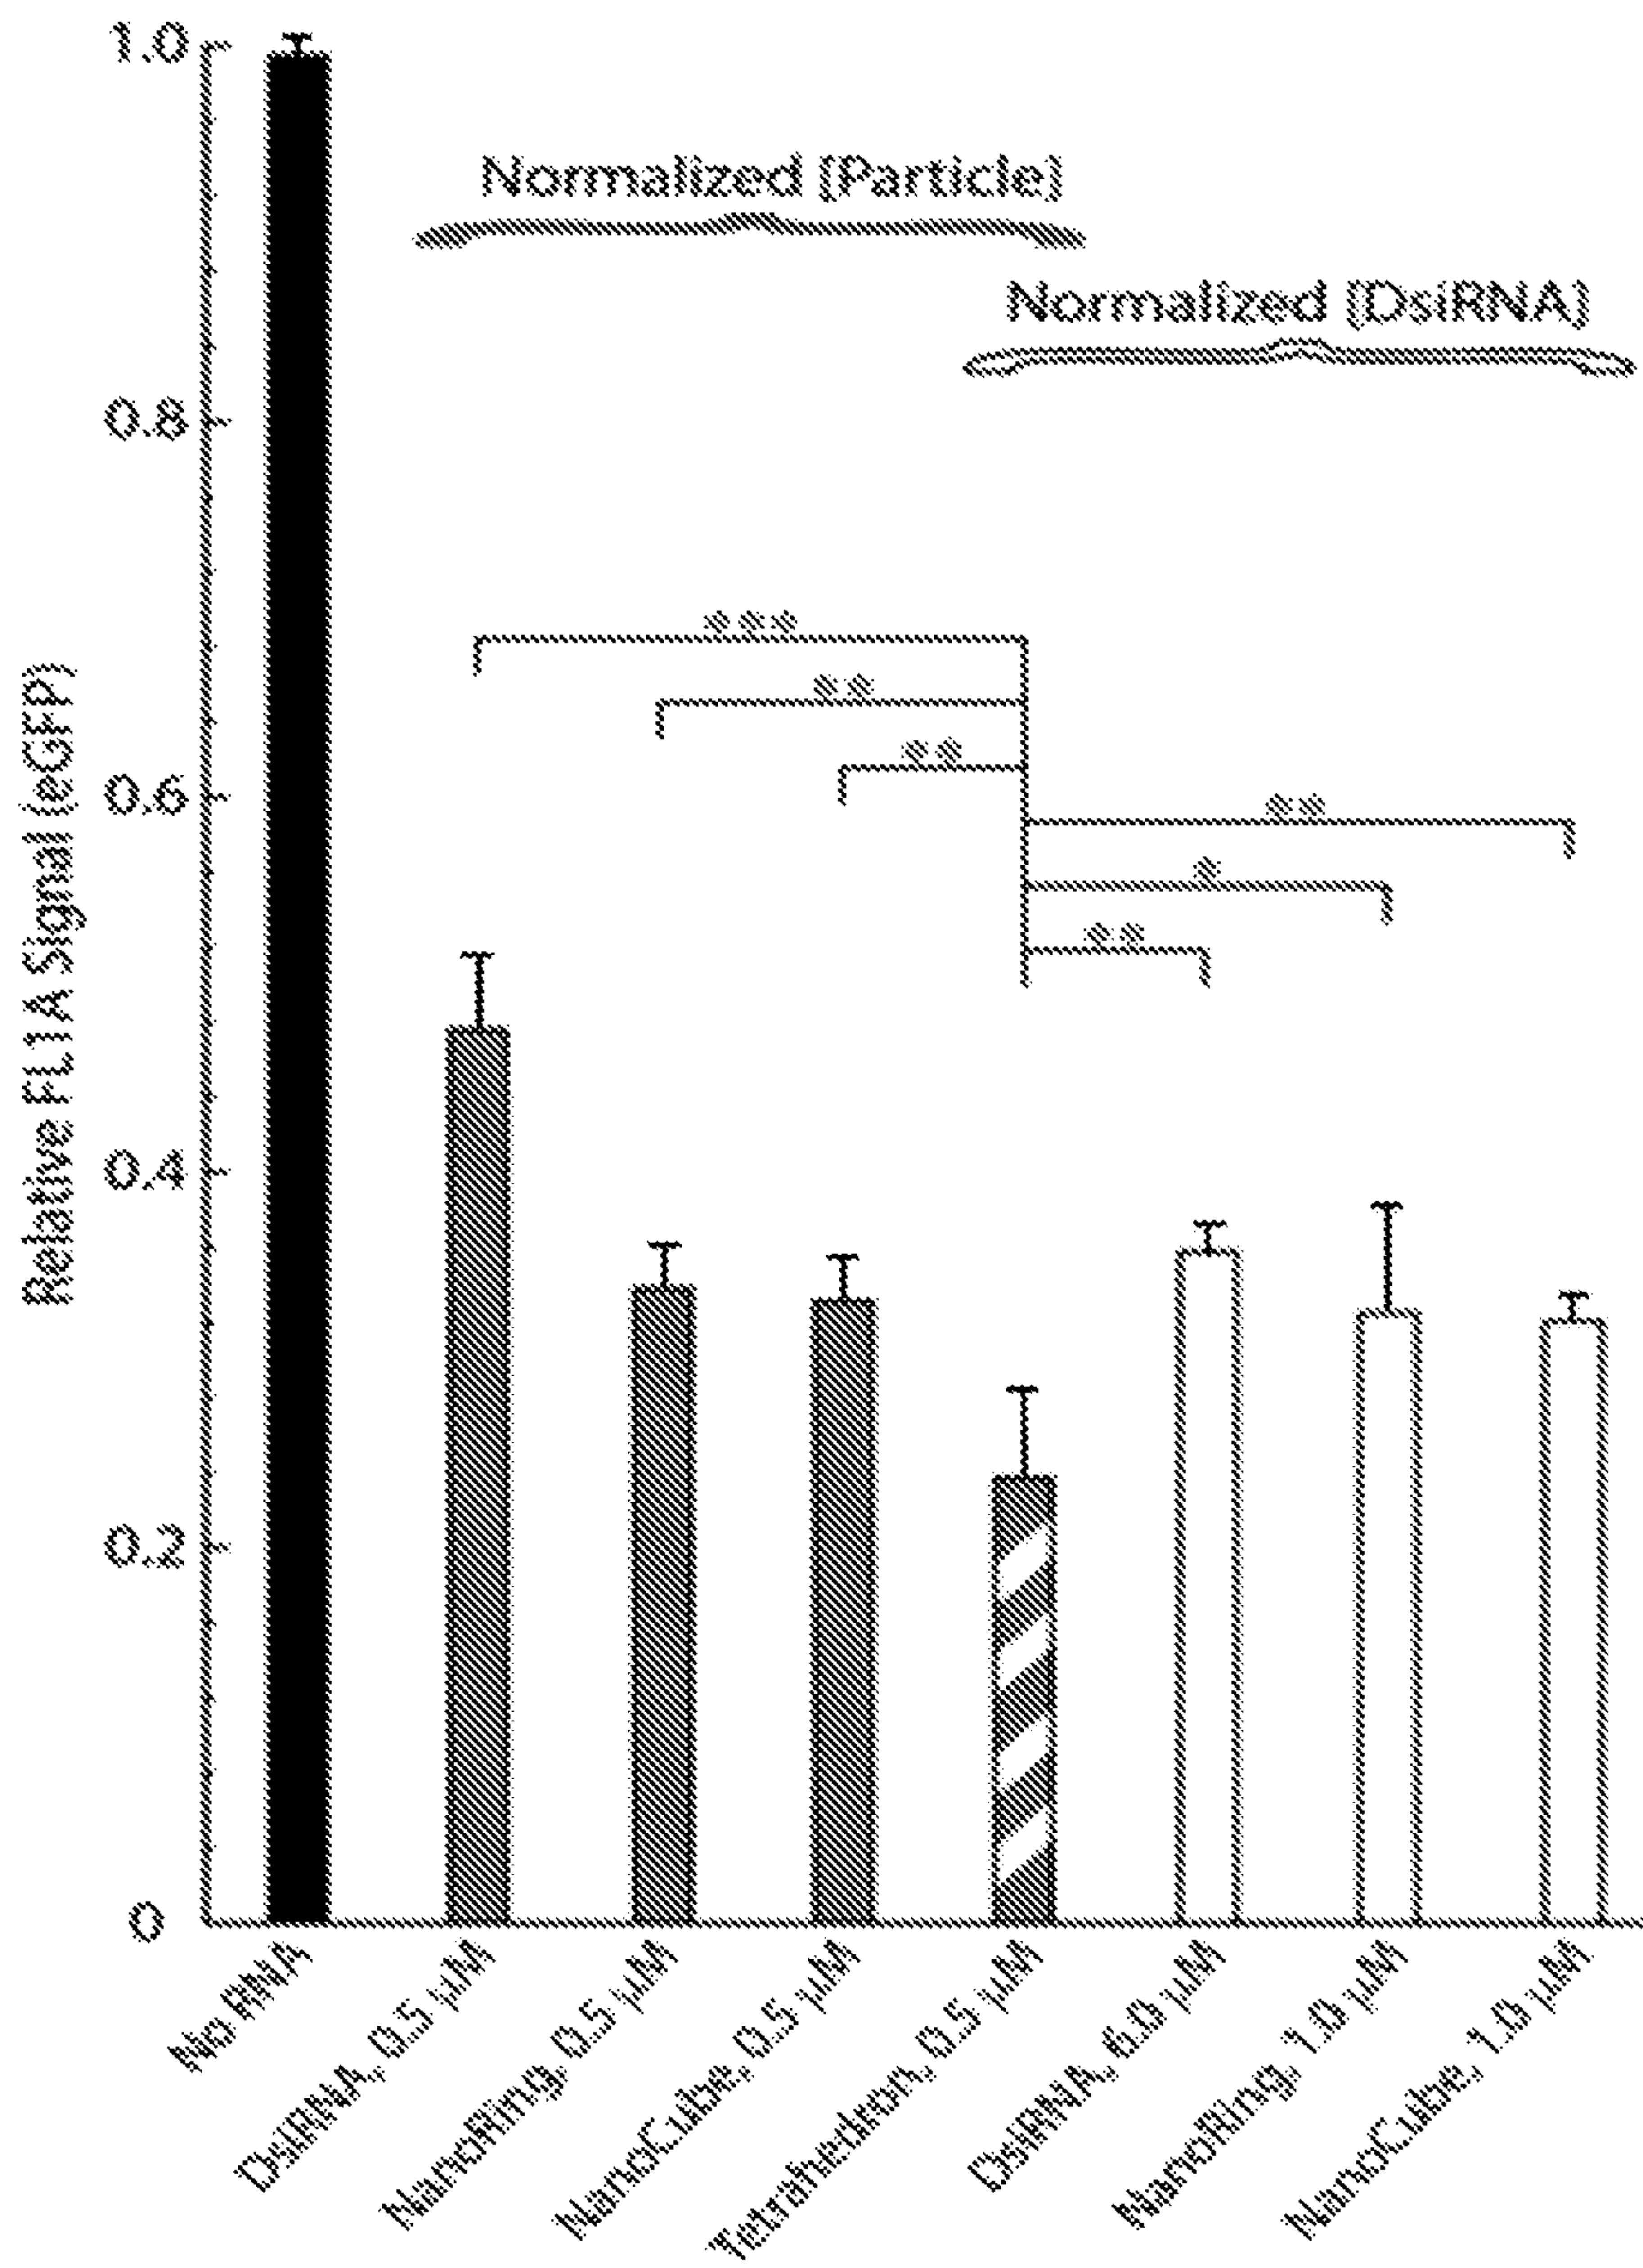 Relative FL1A Signal (eGFP)
1.0
0.8
0.6
0.4
0.2
0
Normalized [Particle]
Normalized [DsiRNA]
***
**
**
**
*
**
No RNA
DsiRNA, 0.5 µM
NanoRing, 0.5 µM
NanoCube, 0.5 µM
Tetrahedron, 0.5 µM
DsiRNA, 6.0 µM
NanoRing, 1.0 µM
NanoCube, 1.0 µM